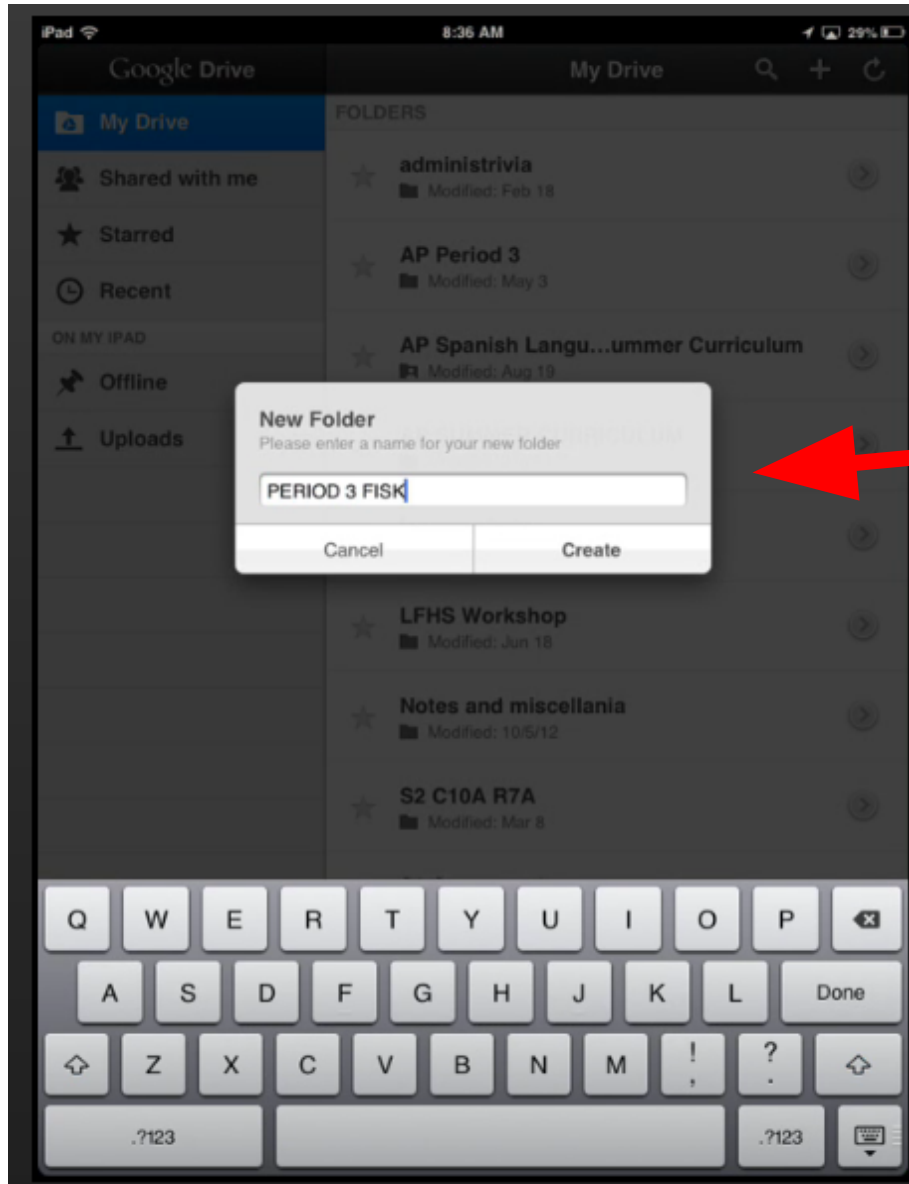 iPad 8:36 AM 29%
Google Drive My Drive
My Drive
Shared with me
Starred
Recent
ON MY IPAD
Offline
Uploads
FOLDERS
administrivia
Modified: Feb 18
AP Period 3
Modified: May 3
AP Spanish Langu...ummer Curriculum
Modified: Aug 19
New Folder
Please enter a name for your new folder
PERIOD 3 FISK
Cancel Create
LFHS Workshop
Modified: Jun 18
Notes and miscellania
Modified: 10/5/12
S2 C10A R7A
Modified: Mar 8
Q W E R T Y U I O P
A S D F G H J K L Done
Z X C V B N M ! , ? .
.?123 .?123